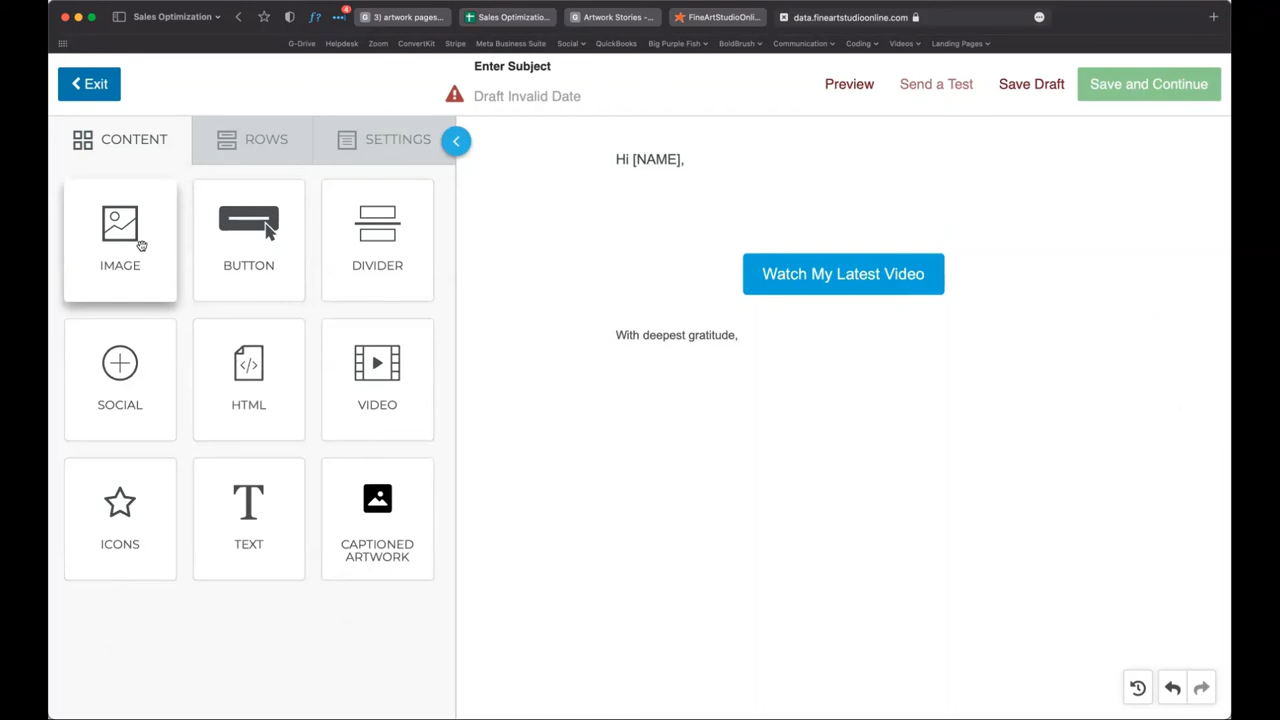 Sales Optimization
4
3) artwork pages...
Sales Optimizatio...
Artwork Stories -...
FineArtStudioOnli...
data.fineartstudioonline.com
G-Drive Helpdesk Zoom ConvertKit Stripe Meta Business Suite Social QuickBooks Big Purple Fish BoldBrush Communication Coding Videos Landing Pages
Exit
Enter Subject
Draft Invalid Date
Preview
Send a Test
Save Draft
Save and Continue
CONTENT
ROWS
SETTINGS
IMAGE
BUTTON
DIVIDER
SOCIAL
HTML
VIDEO
ICONS
TEXT
CAPTIONED
ARTWORK
Hi [NAME],
Watch My Latest Video
With deepest gratitude,